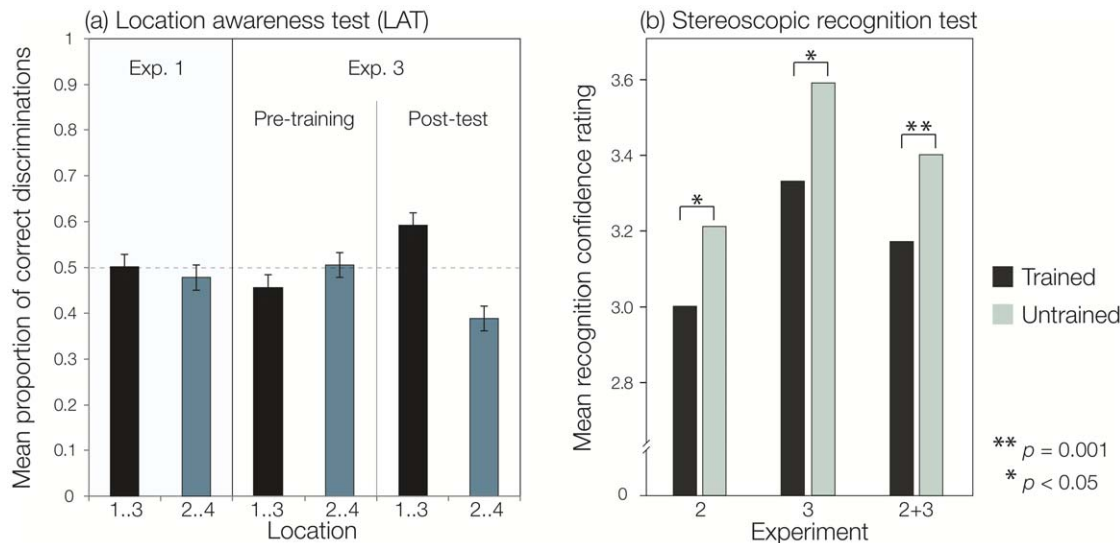 (a) Location awareness test (LAT)
Mean proportion of correct discriminations
1
0.9
0.8
0.7
0.6
0.5
0.4
0.3
0.2
0.1
0
Exp. 1
Exp. 3
Pre-training
Post-test
1..3
2..4
1..3
2..4
1..3
2..4
Location
(b) Stereoscopic recognition test
Mean recognition confidence rating
3.6
3.4
3.2
3.0
2.8
0
*
*
**
2
3
2+3
Experiment
Trained
Untrained
** p = 0.001
* p < 0.05